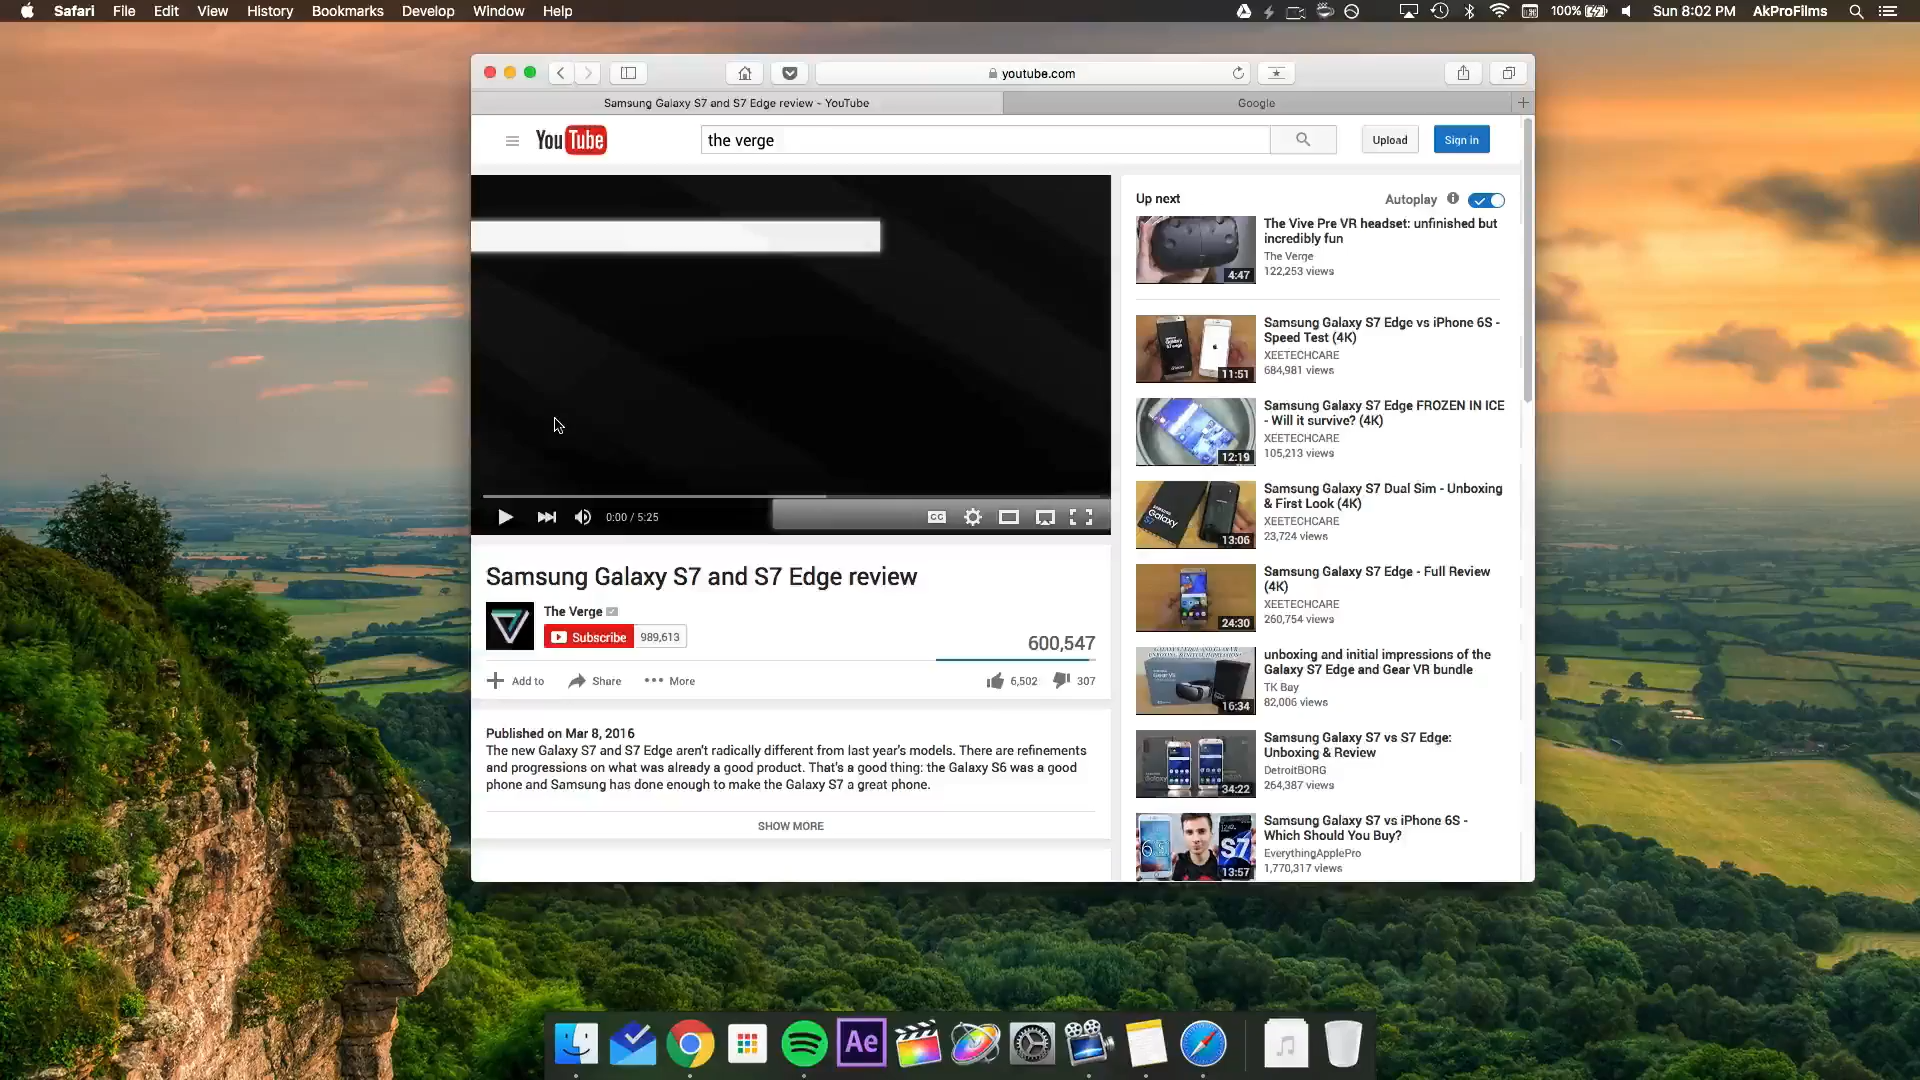 Safari File Edit View History Bookmarks Develop Window Help
100% Sun 8:02 PM AkProFilms
youtube.com
Samsung Galaxy S7 and S7 Edge review - YouTube
Google
YouTube
the verge
Upload
Sign in
CC
0:00 / 5:25
Samsung Galaxy S7 and S7 Edge review
The Verge
Subscribe 989,613
600,547
Add to Share More
6,502 307
Published on Mar 8, 2016
The new Galaxy S7 and S7 Edge aren't radically different from last year's models. There are refinements
and progressions on what was already a good product. That's a good thing: the Galaxy S6 was a good
phone and Samsung has done enough to make the Galaxy S7 a great phone.
SHOW MORE
Up next
Autoplay
4:47
The Vive Pre VR headset: unfinished but
incredibly fun
The Verge
122,253 views
11:51
Samsung Galaxy S7 Edge vs iPhone 6S -
Speed Test (4K)
XEETECHCARE
684,981 views
12:19
Samsung Galaxy S7 Edge FROZEN IN ICE
- Will it survive? (4K)
XEETECHCARE
105,213 views
13:06
Samsung Galaxy S7 Dual Sim - Unboxing
& First Look (4K)
XEETECHCARE
23,724 views
24:30
Samsung Galaxy S7 Edge - Full Review
(4K)
XEETECHCARE
260,754 views
16:34
unboxing and initial impressions of the
Galaxy S7 Edge and Gear VR bundle
TK Bay
82,006 views
34:22
Samsung Galaxy S7 vs S7 Edge:
Unboxing & Review
DetroitBORG
264,387 views
S7
13:57
Samsung Galaxy S7 vs iPhone 6S -
Which Should You Buy?
EverythingApplePro
1,770,317 views
Ae